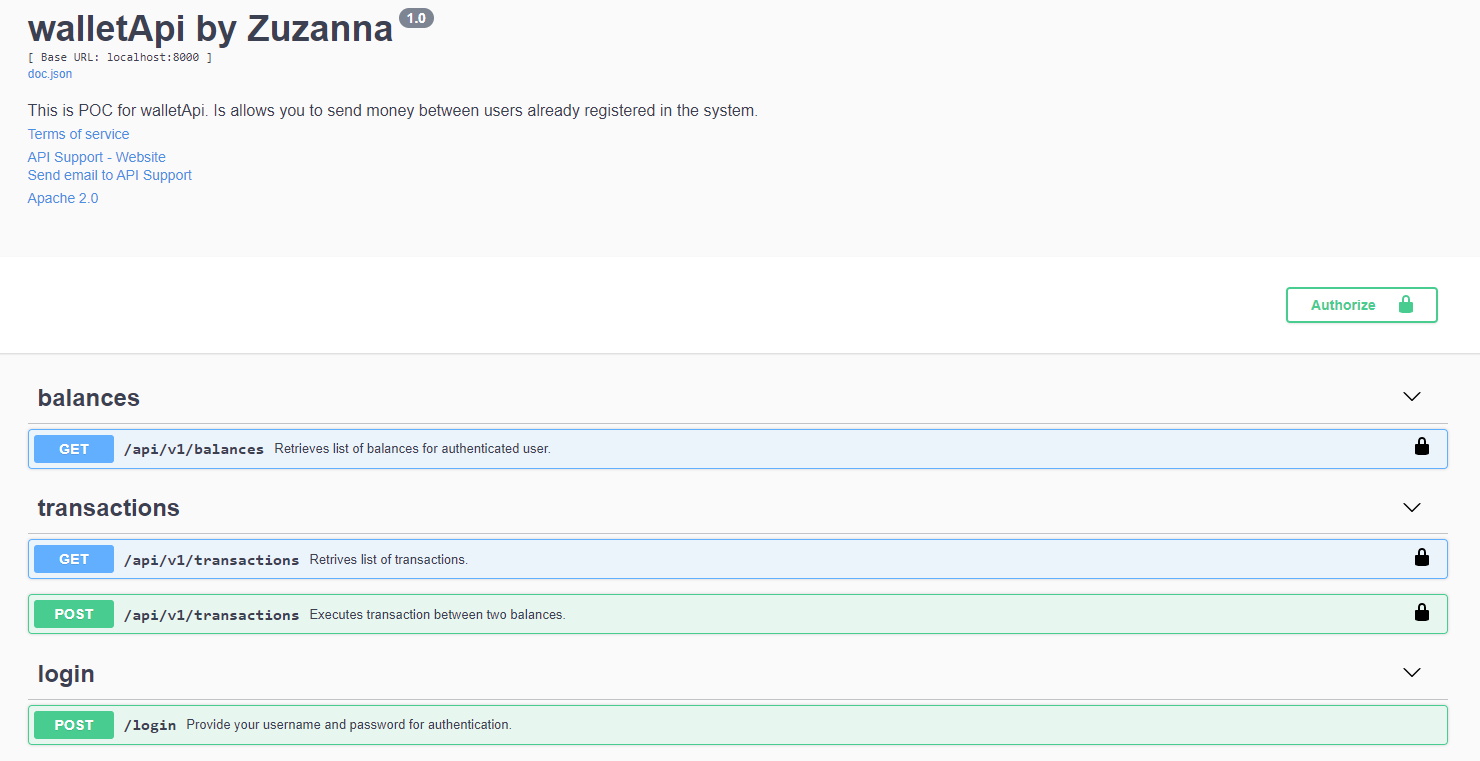 walletApi by Zuzanna 1.0
[ Base URL: localhost:8000 ]
doc.json
This is POC for walletApi. Is allows you to send money between users already registered in the system.
Terms of service
API Support - Website
Send email to API Support
Apache 2.0
Authorize
balances
GET /api/v1/balances Retrieves list of balances for authenticated user.
transactions
GET /api/v1/transactions Retrives list of transactions.
POST /api/v1/transactions Executes transaction between two balances.
login
POST /login Provide your username and password for authentication.